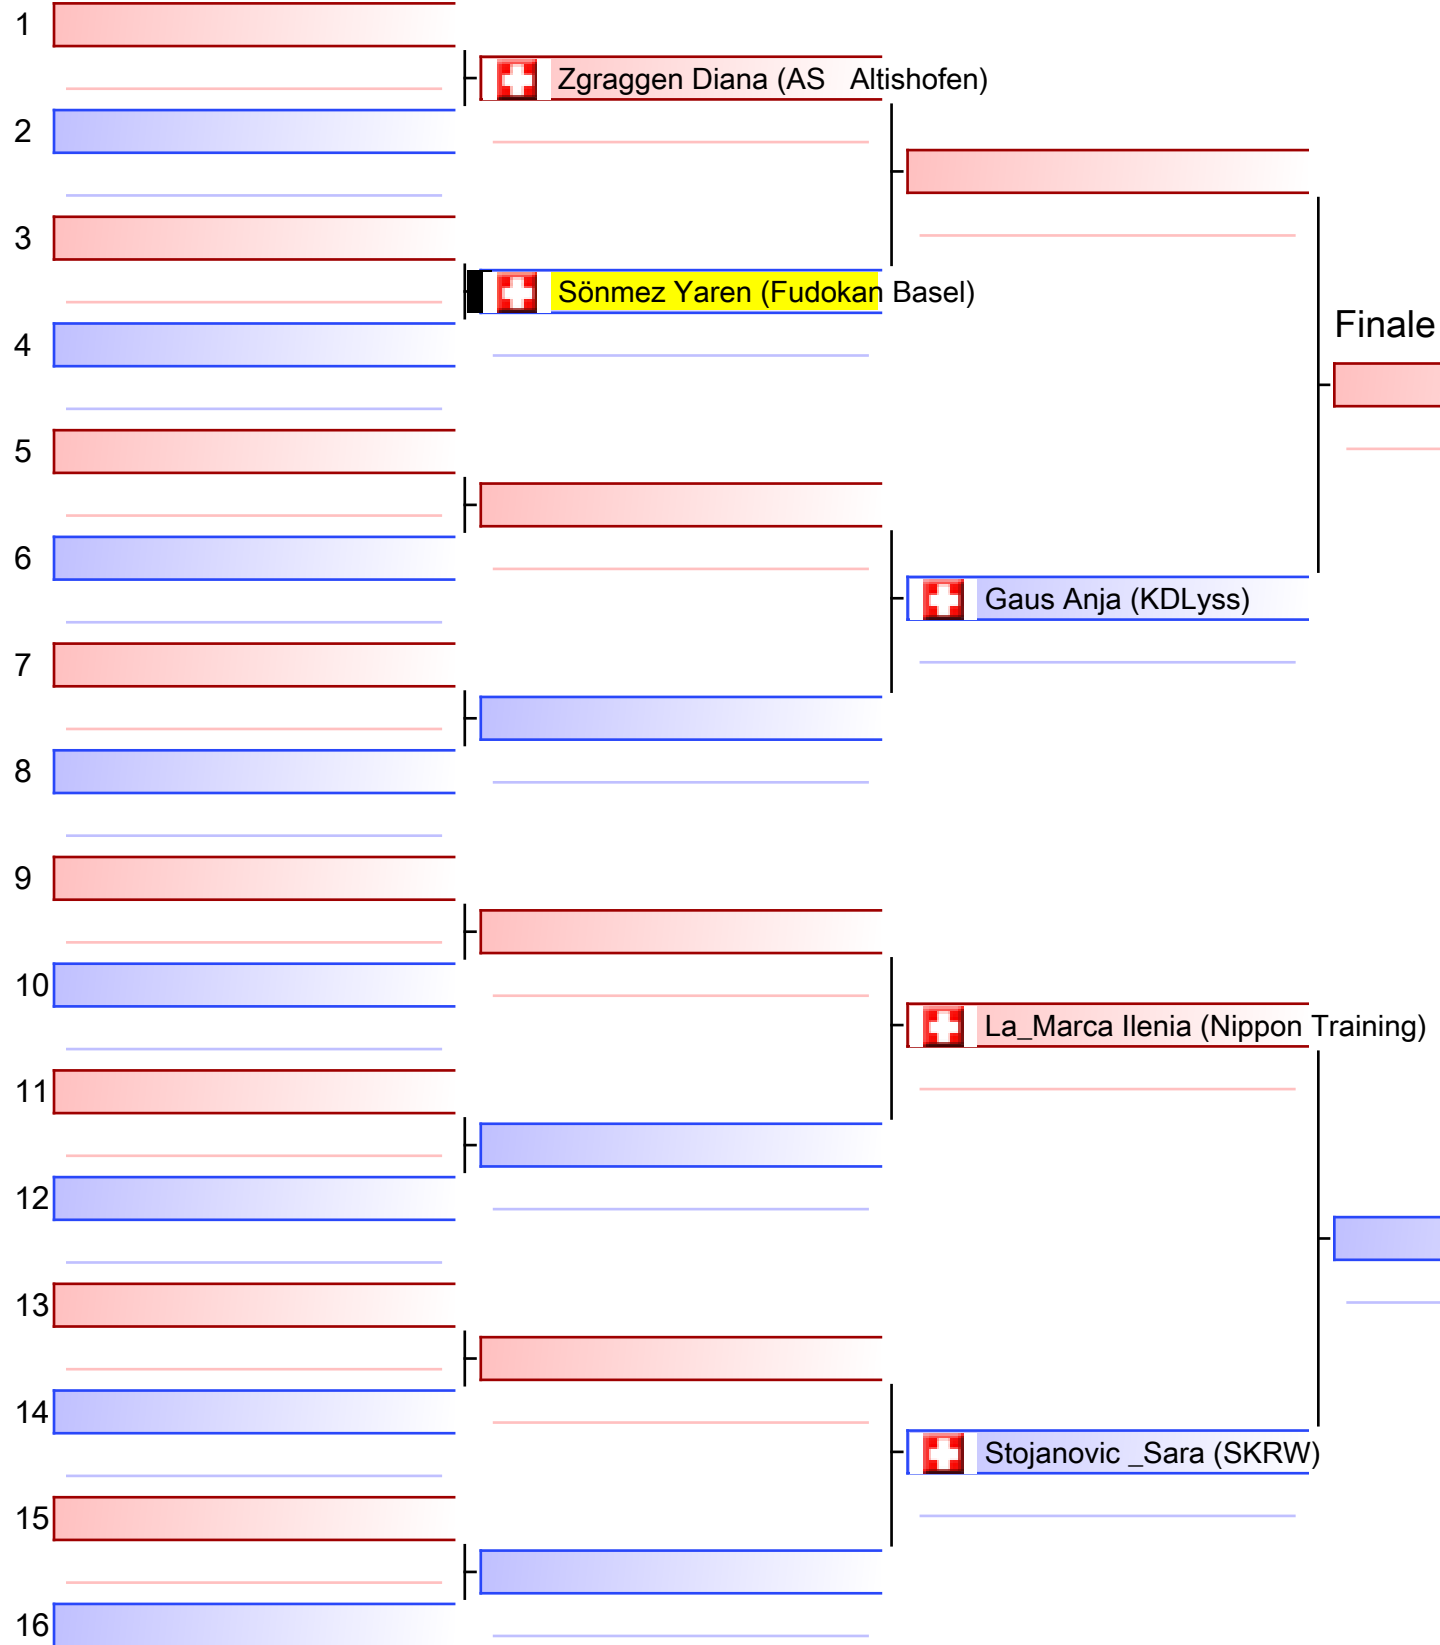 1
Zgraggen Diana (AS Altishofen)
2
3
Sönmez Yaren (Fudokan Basel)
4
Finale
5
6
Gaus Anja (KDLyss)
7
8
9
10
La_Marca Ilenia (Nippon Training)
11
12
13
14
Stojanovic _Sara (SKRW)
15
16